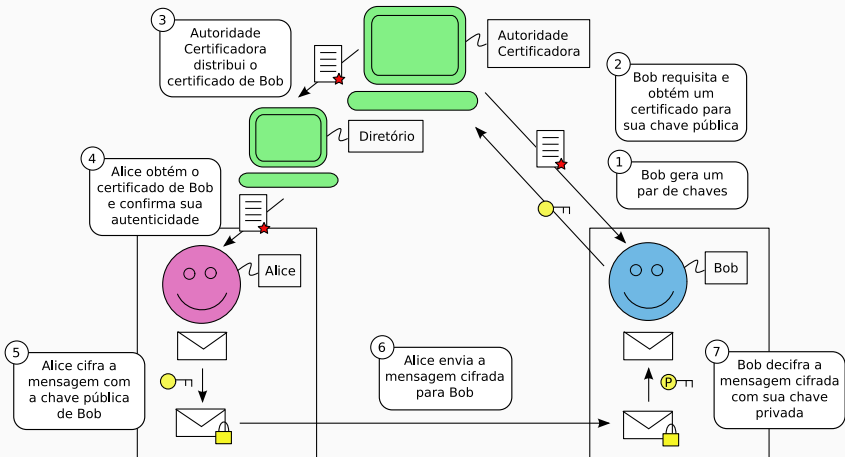 3
Autoridade
Certificadora
distribui o
certificado de Bob
Autoridade
Certificadora
2
Bob requisita e
obtém um
certificado para
sua chave pública
Diretório
4
Alice obtém o
certificado de Bob
e confirma sua
autenticidade
1
Bob gera um
par de chaves
Alice
Bob
5
Alice cifra a
mensagem com
a chave pública
de Bob
6
Alice envia a
mensagem cifrada
para Bob
P
7
Bob decifra a
mensagem cifrada
com sua chave
privada